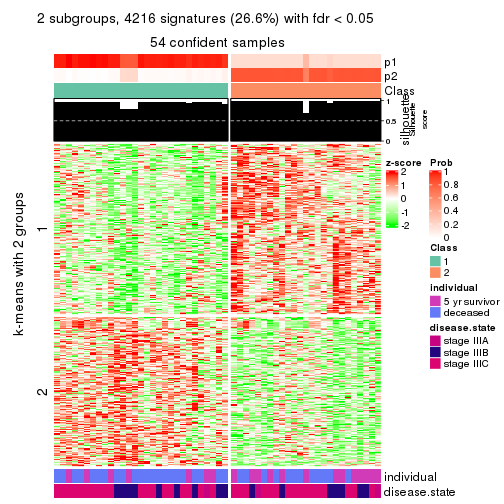 2 subgroups, 4216 signatures (26.6%) with fdr < 0.05
54 confident samples
p1
p2
Class
silhouette
Silhouette
score
1
0.5
0
k-means with 2 groups
1
2
z-score
2
1
0
-1
-2
Prob
1
0.8
0.6
0.4
0.2
0
Class
1
2
individual
5 yr survivor
deceased
disease.state
stage IIIA
stage IIIB
stage IIIC
individual
disease.state